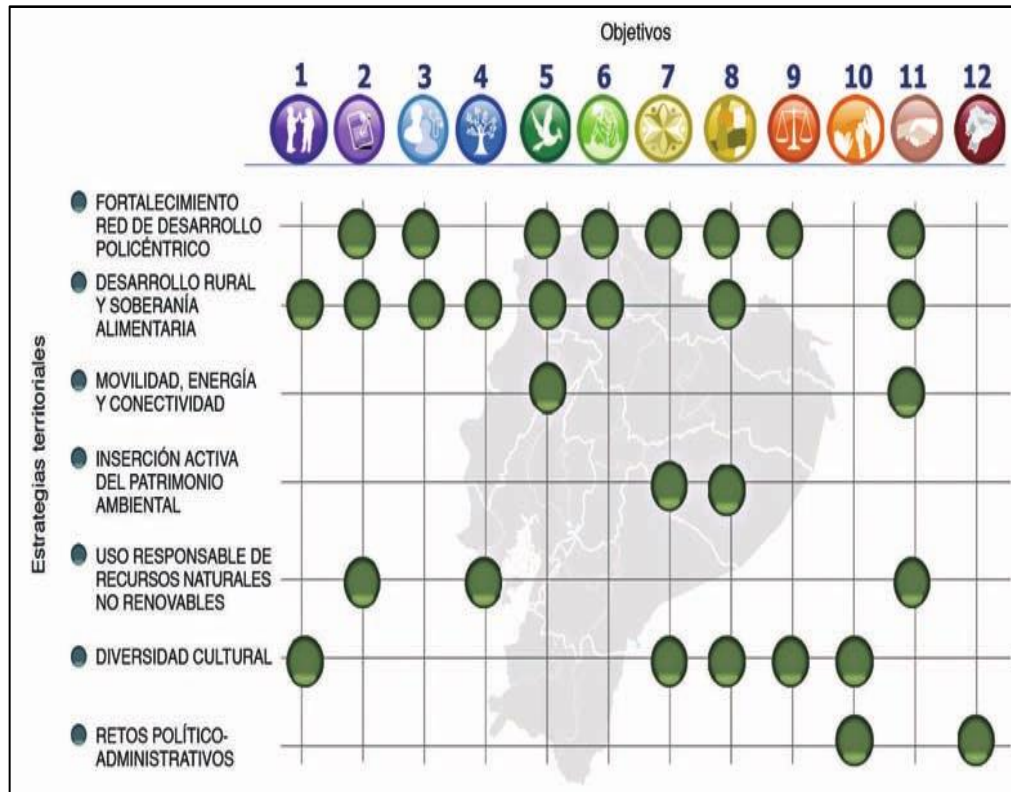 Objetivos
1 2 3 4 5 6 7 8 9 10 11 12
Estrategias territoriales
FORTALECIMIENTO
RED DE DESARROLLO
POLICÉNTRICO
DESARROLLO RURAL
Y SOBERANÍA
ALIMENTARIA
MOVILIDAD, ENERGÍA
Y CONECTIVIDAD
INSERCIÓN ACTIVA
DEL PATRIMONIO
AMBIENTAL
USO RESPONSABLE DE
RECURSOS NATURALES
NO RENOVABLES
DIVERSIDAD CULTURAL
RETOS POLÍTICO-
ADMINISTRATIVOS